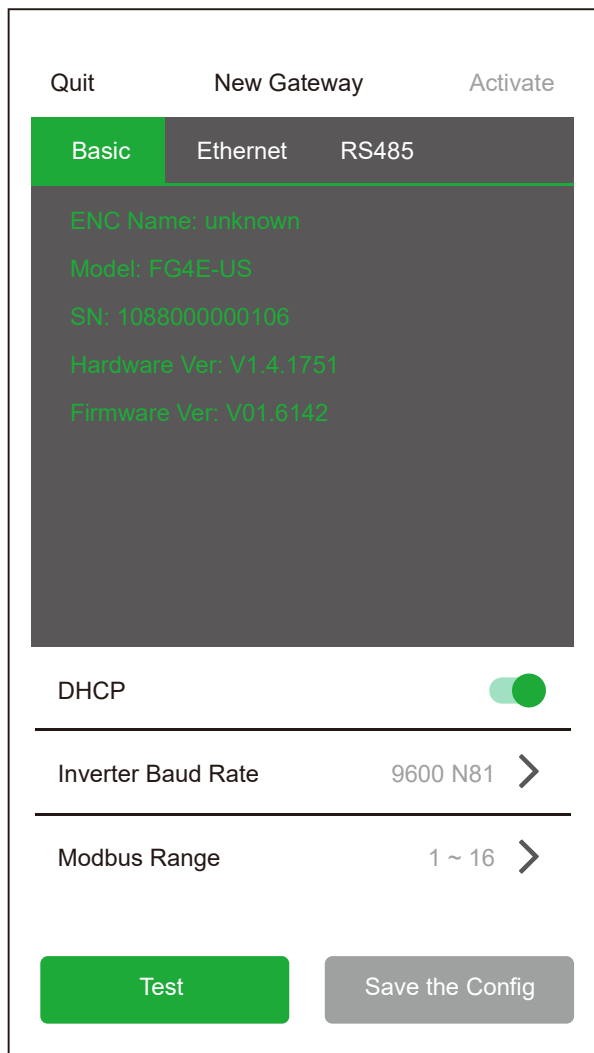 Quit New Gateway Activate
Basic Ethernet RS485
ENC Name: unknown
Model: FG4E-US
SN: 1088000000106
Hardware Ver: V1.4.1751
Firmware Ver: V01.6142
DHCP
Inverter Baud Rate 9600 N81
Modbus Range 1 ~ 16
Test Save the Config